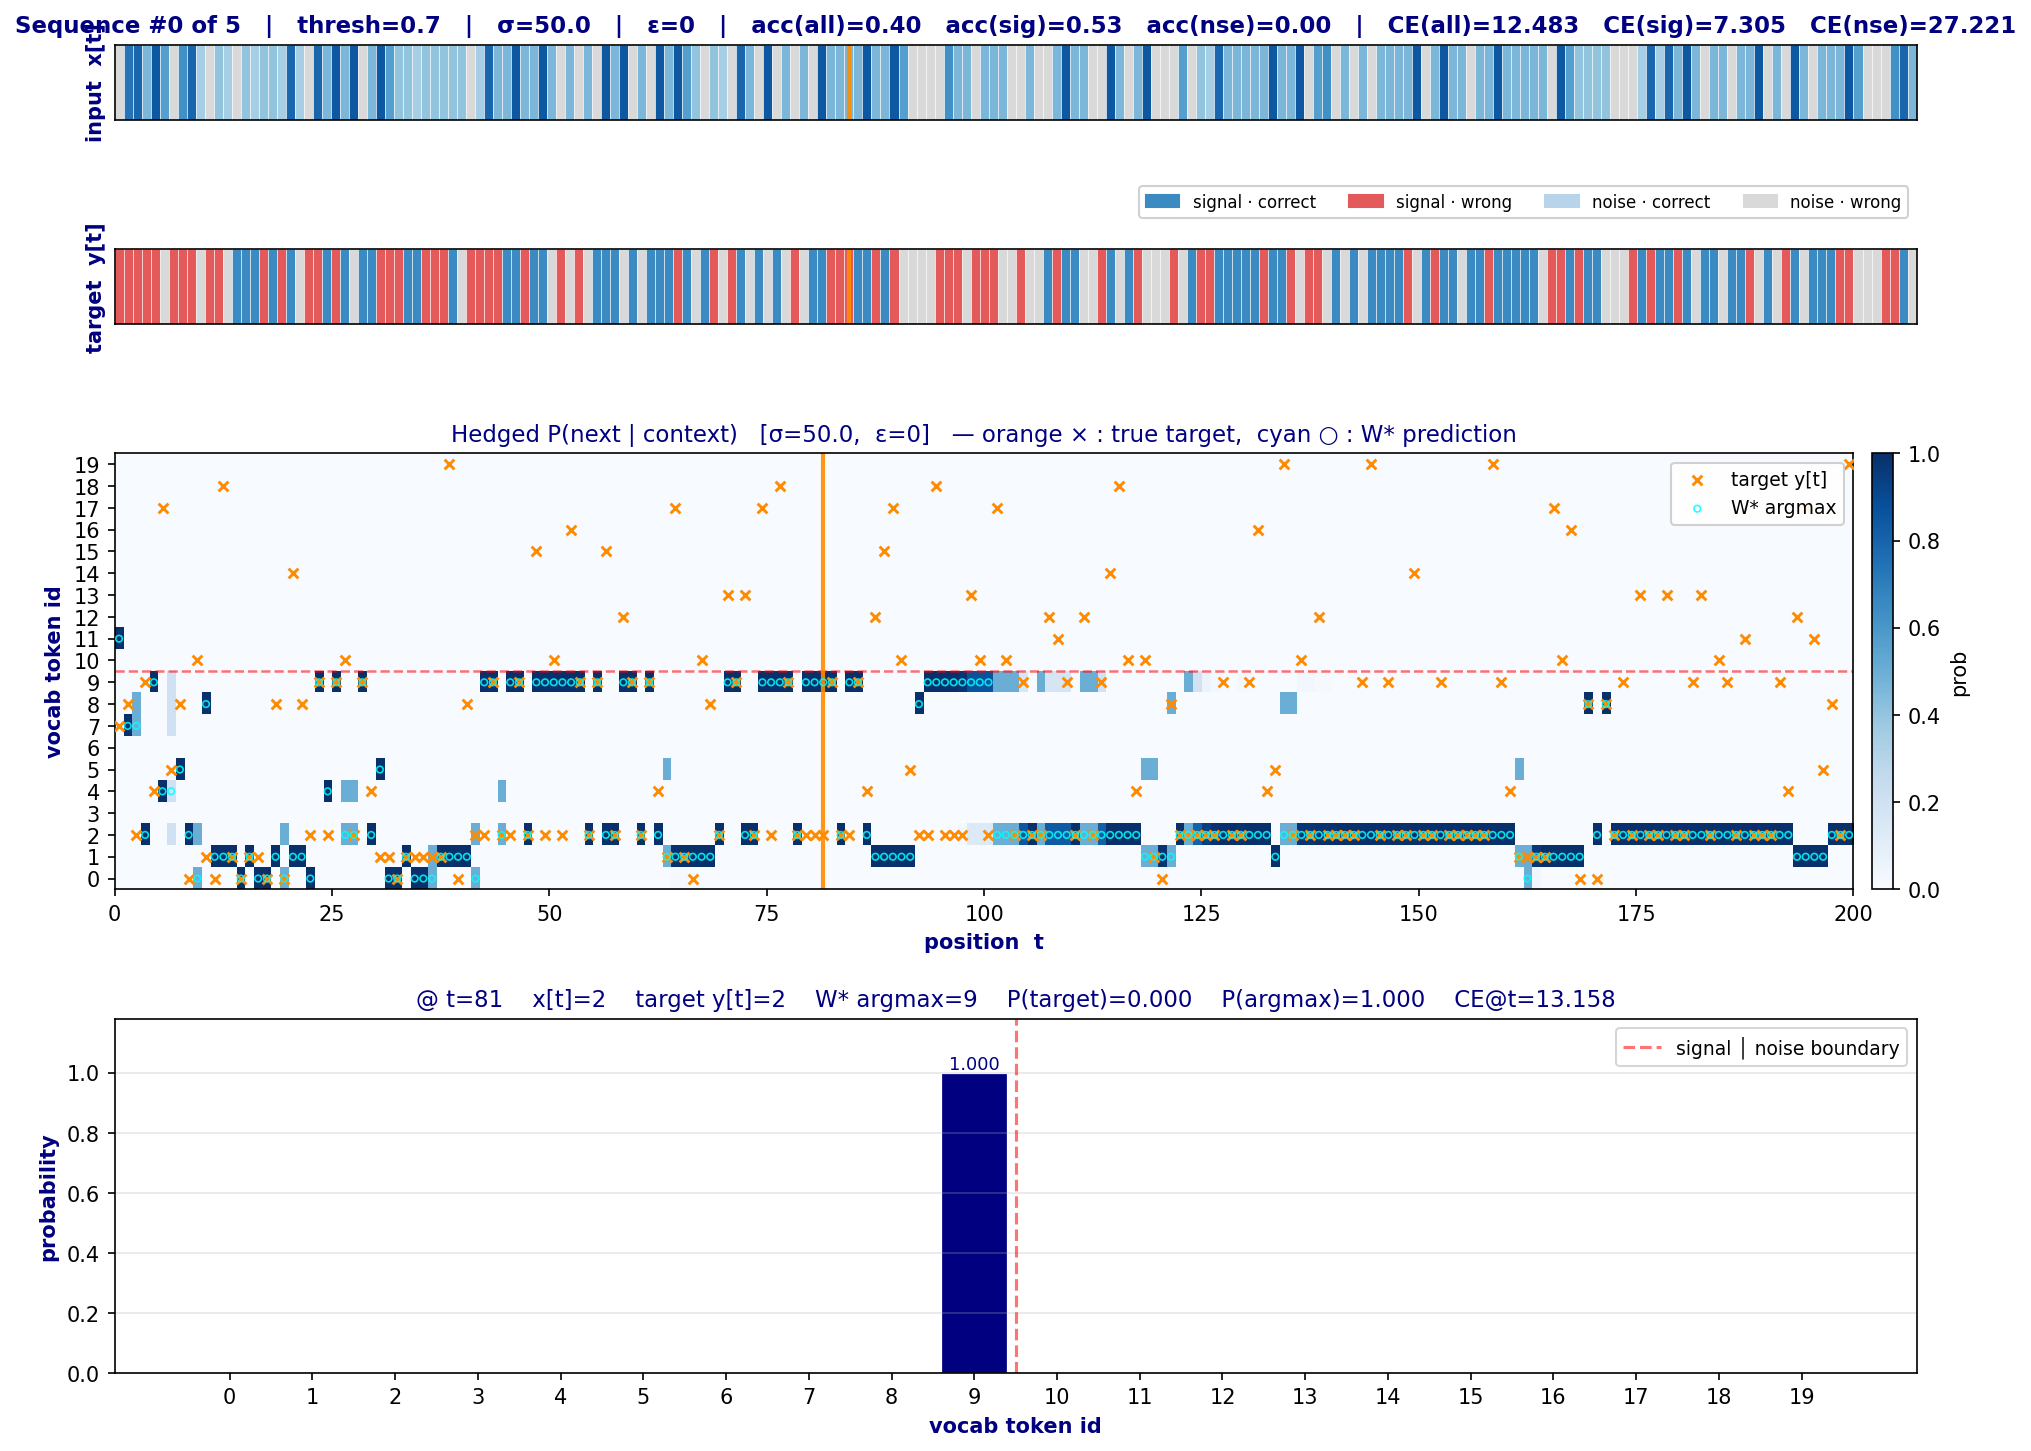 Sequence #0 of 5   |   thresh=0.7   |   σ=50.0   |   ε=0   |   acc(all)=0.40   acc(sig)=0.53   acc(nse)=0.00   |   CE(all)=12.483   CE(sig)=7.305   CE(nse)=27.221
input x[t]
signal · correct   signal · wrong   noise · correct   noise · wrong
target y[t]
Hedged P(next | context)   [σ=50.0,  ε=0]   — orange × : true target,  cyan ○ : W* prediction
vocab token id
19
18
17
16
15
14
13
12
11
10
9
8
7
6
5
4
3
2
1
0
target y[t]
W* argmax
1.0
0.8
0.6
0.4
0.2
0.0
prob
0 25 50 75 100 125 150 175 200
position t
@ t=81    x[t]=2    target y[t]=2    W* argmax=9    P(target)=0.000    P(argmax)=1.000    CE@t=13.158
signal | noise boundary
1.000
probability
1.0
0.8
0.6
0.4
0.2
0.0
0 1 2 3 4 5 6 7 8 9 10 11 12 13 14 15 16 17 18 19
vocab token id